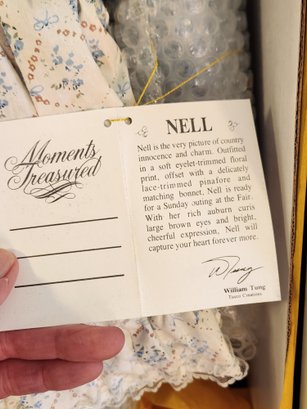 Moments
Treasured
NELL
Nell is the very picture of country
innocence and charm. Outfitted
in a soft eyelet-trimmed floral
print, offset with a delicately
lace-trimmed pinafore and
matching bonnet, Nell is ready
for a Sunday outing at the Fair.
With her rich auburn curls
large brown eyes and bright,
cheerful expression, Nell will
capture your heart forever more.
W Tung
William Tung